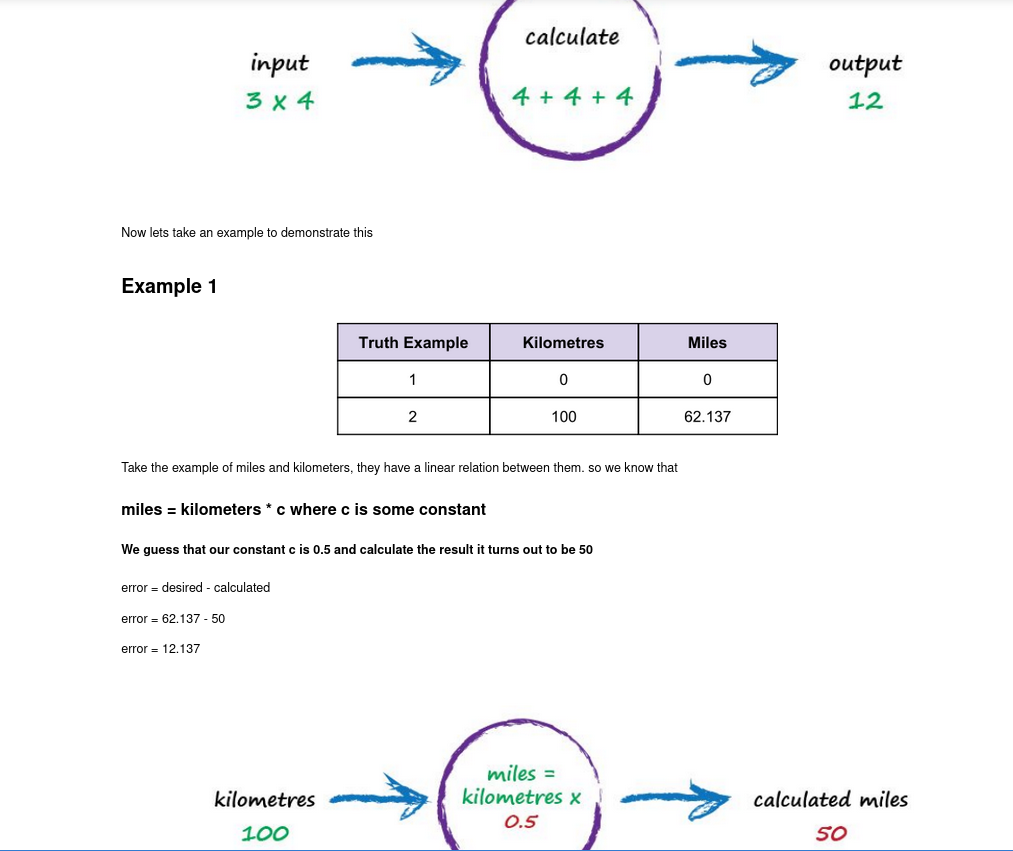 calculate
input
output
3 x 4
4 + 4 + 4
12
Now lets take an example to demonstrate this
Example 1
Truth Example Kilometres Miles
1 0 0
2 100 62.137
Take the example of miles and kilometers, they have a linear relation between them. so we know that
miles = kilometers * c where c is some constant
We guess that our constant c is 0.5 and calculate the result it turns out to be 50
error = desired - calculated
error = 62.137 - 50
error = 12.137
miles =
kilometres x
0.5
kilometres
100
calculated miles
50